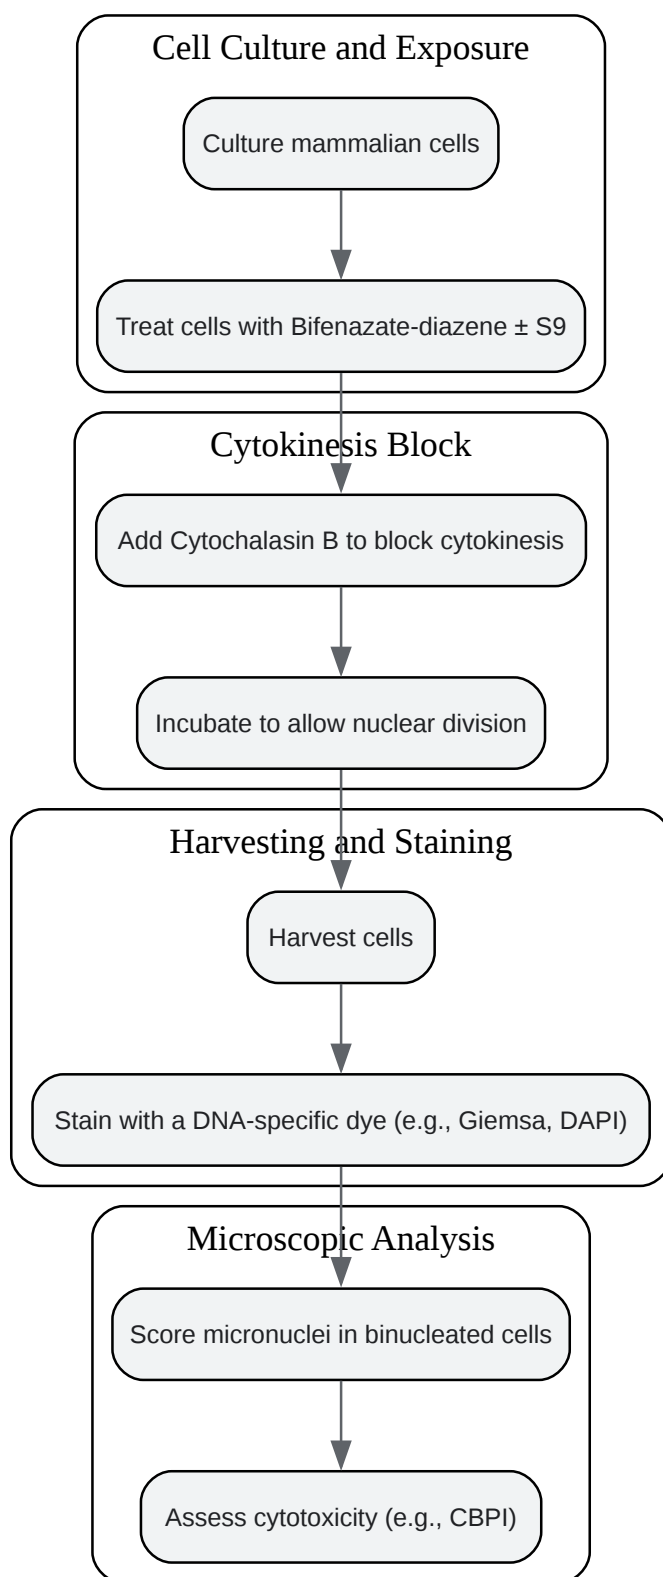 Cell Culture and Exposure
Culture mammalian cells
Treat cells with Bifenazate-diazene ± S9
Cytokinesis Block
Add Cytochalasin B to block cytokinesis
Incubate to allow nuclear division
Harvesting and Staining
Harvest cells
Stain with a DNA-specific dye (e.g., Giemsa, DAPI)
Microscopic Analysis
Score micronuclei in binucleated cells
Assess cytotoxicity (e.g., CBPI)